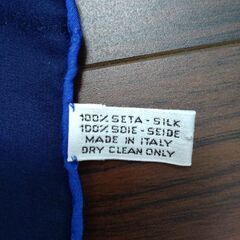 100% SETA - SILK
100% SOIE - SEIDE
MADE IN ITALY
DRY CLEAN ONLY